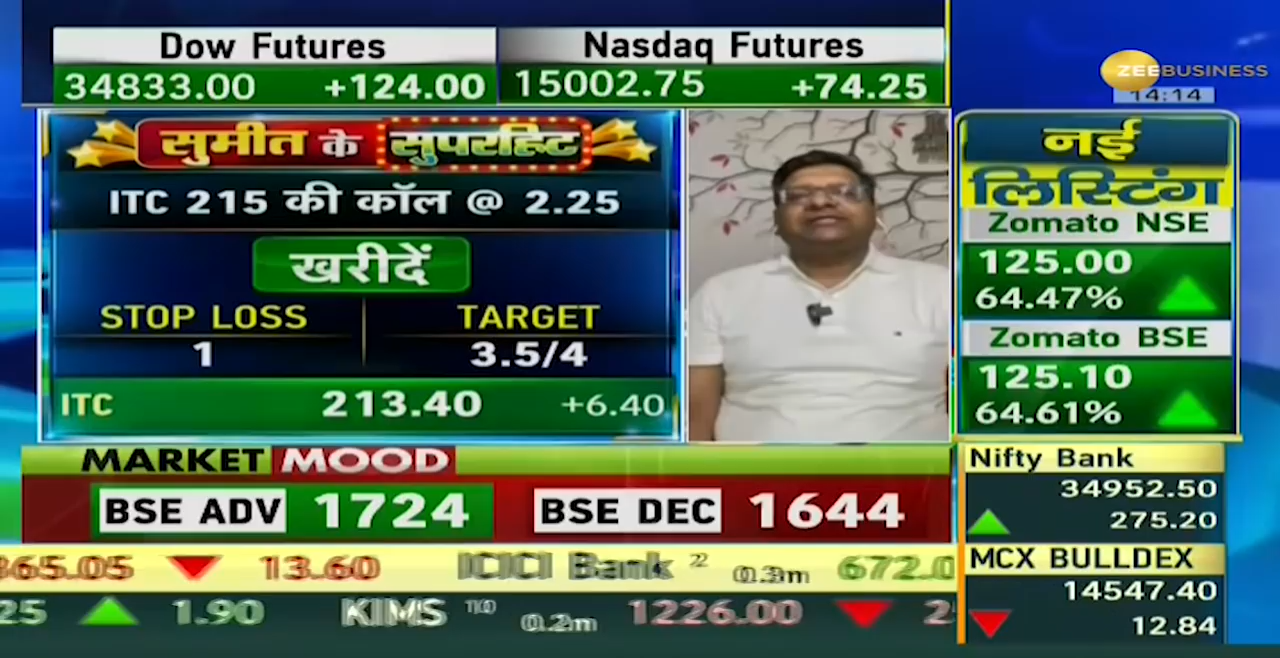 Dow Futures
34833.00 +124.00
Nasdaq Futures
15002.75 +74.25
ZEEBUSINESS
14:14
सुमीत के सुपरहिट
ITC 215 की कॉल @ 2.25
खरीदें
STOP LOSS TARGET
1 3.5/4
ITC 213.40 +6.40
नई
लिस्टिंग
Zomato NSE
125.00
64.47%
Zomato BSE
125.10
64.61%
MARKET MOOD
BSE ADV 1724 BSE DEC 1644
Nifty Bank
34952.50
275.20
MCX BULLDEX
14547.40
12.84
365.05 13.60 ICICI Bank 22 0.3m 672.0
25 1.90 KIMS 10 0.2m 1226.00 2